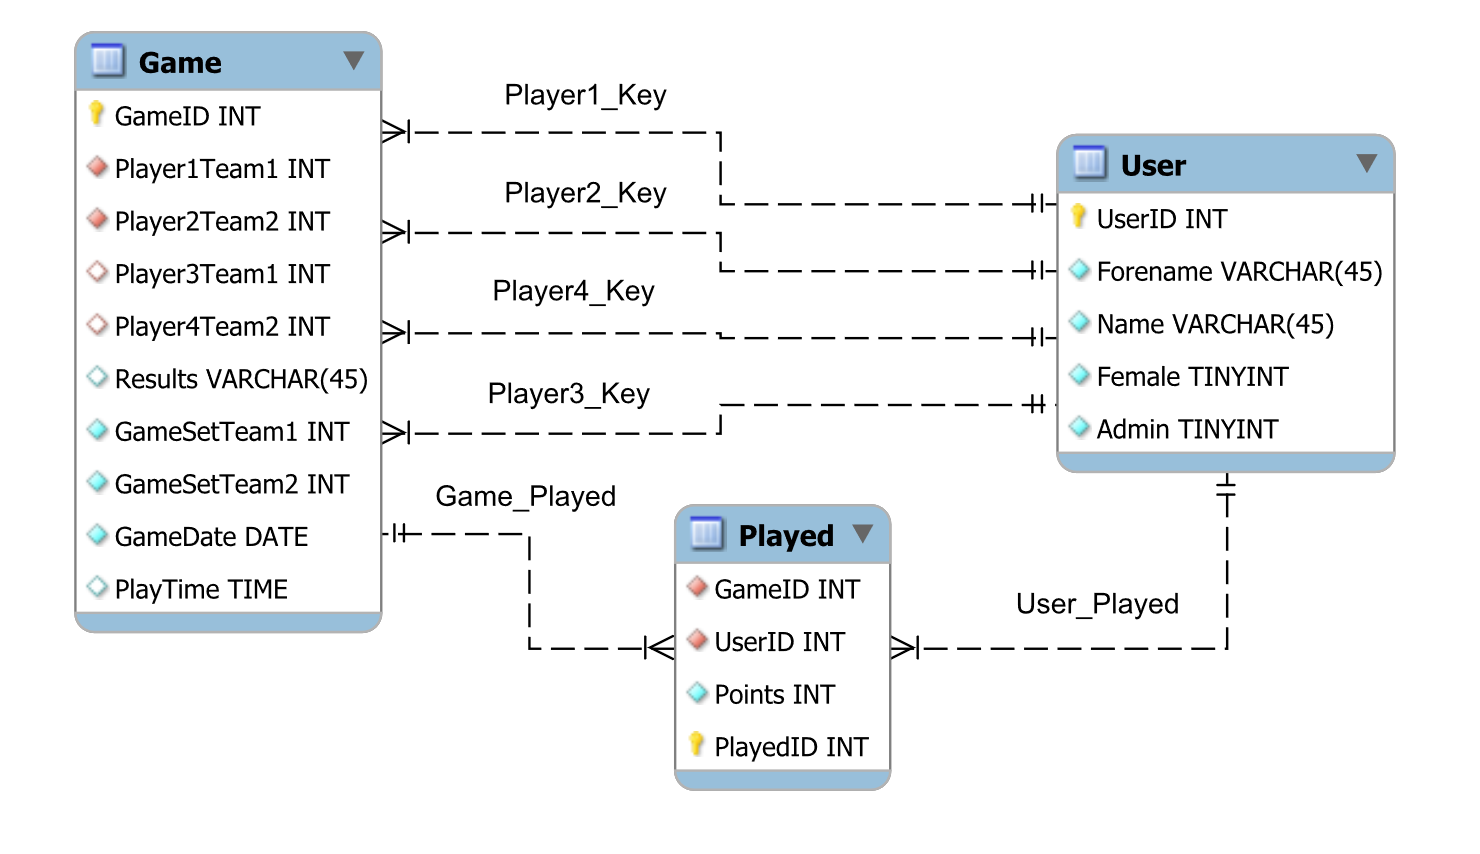 Game
GameID INT
Player1Team1 INT
Player2Team2 INT
Player3Team1 INT
Player4Team2 INT
Results VARCHAR(45)
GameSetTeam1 INT
GameSetTeam2 INT
GameDate DATE
PlayTime TIME
Player1_Key
Player2_Key
Player4_Key
Player3_Key
Game_Played
User
UserID INT
Forename VARCHAR(45)
Name VARCHAR(45)
Female TINYINT
Admin TINYINT
Played
GameID INT
UserID INT
Points INT
PlayedID INT
User_Played